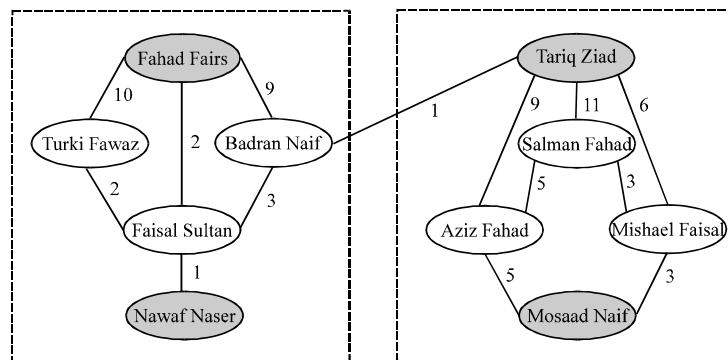 Fahad Fairs
Tariq Ziad
10
9
1
9
11
6
Turki Fawaz
2
Badran Naif
Salman Fahad
2
3
5
3
Faisal Sultan
Aziz Fahad
Mishael Faisal
1
5
3
Nawaf Naser
Mosaad Naif